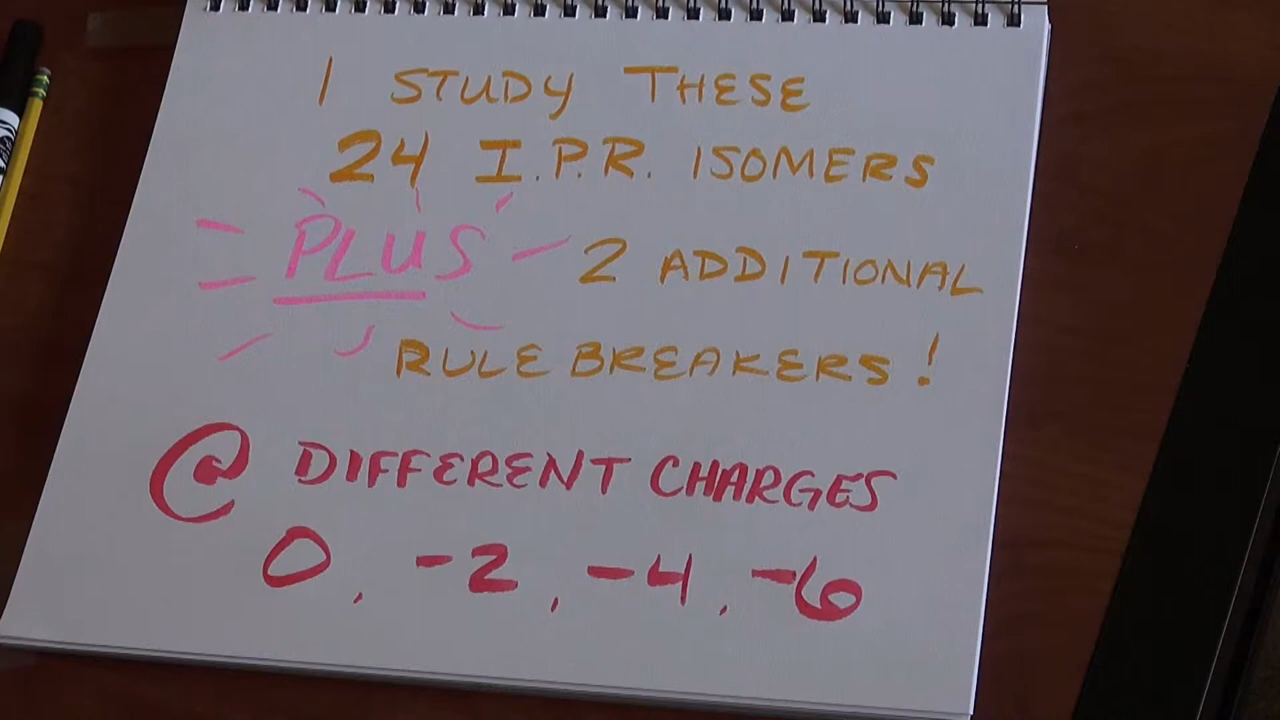 I STUDY THESE
24 I.P.R. ISOMERS
PLUS 2 ADDITIONAL
RULE BREAKERS!
@ DIFFERENT CHARGES
0, -2, -4, -6